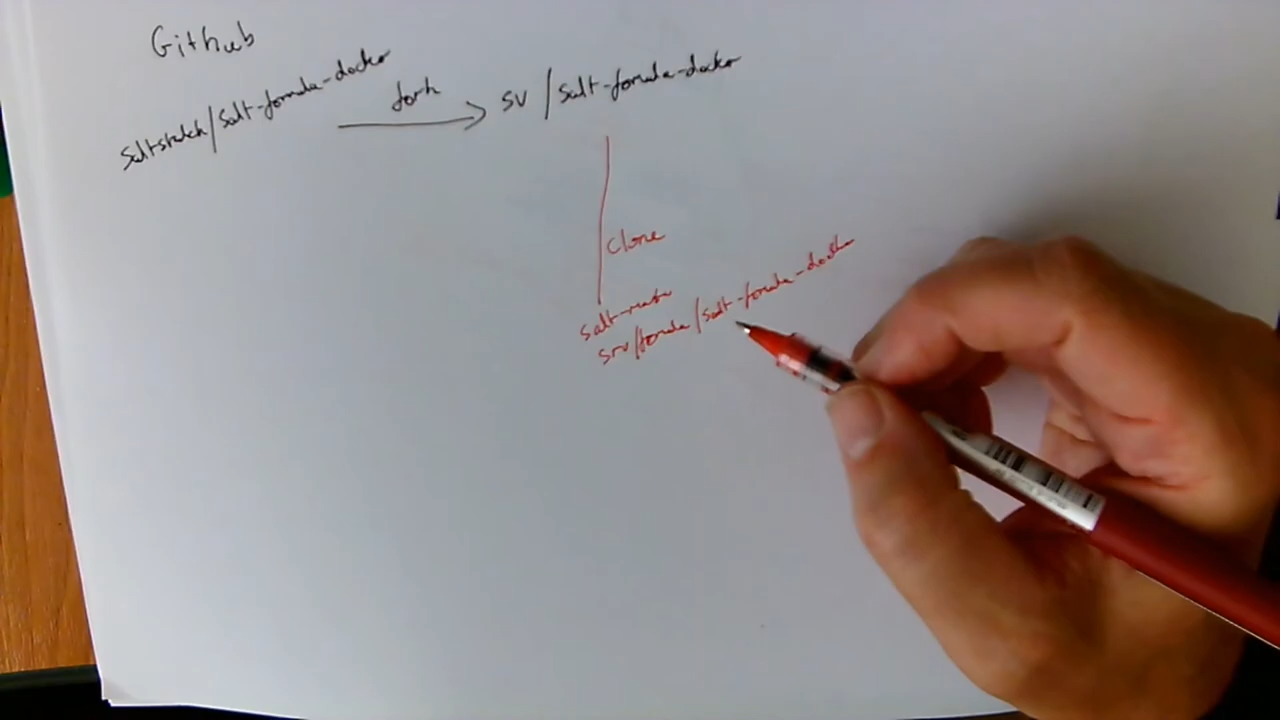 Github
Saltstack/Salt-formula-docker
fork
SV/Salt-formula-docker
clone
salt-master
srv/formula/salt-formula-docker